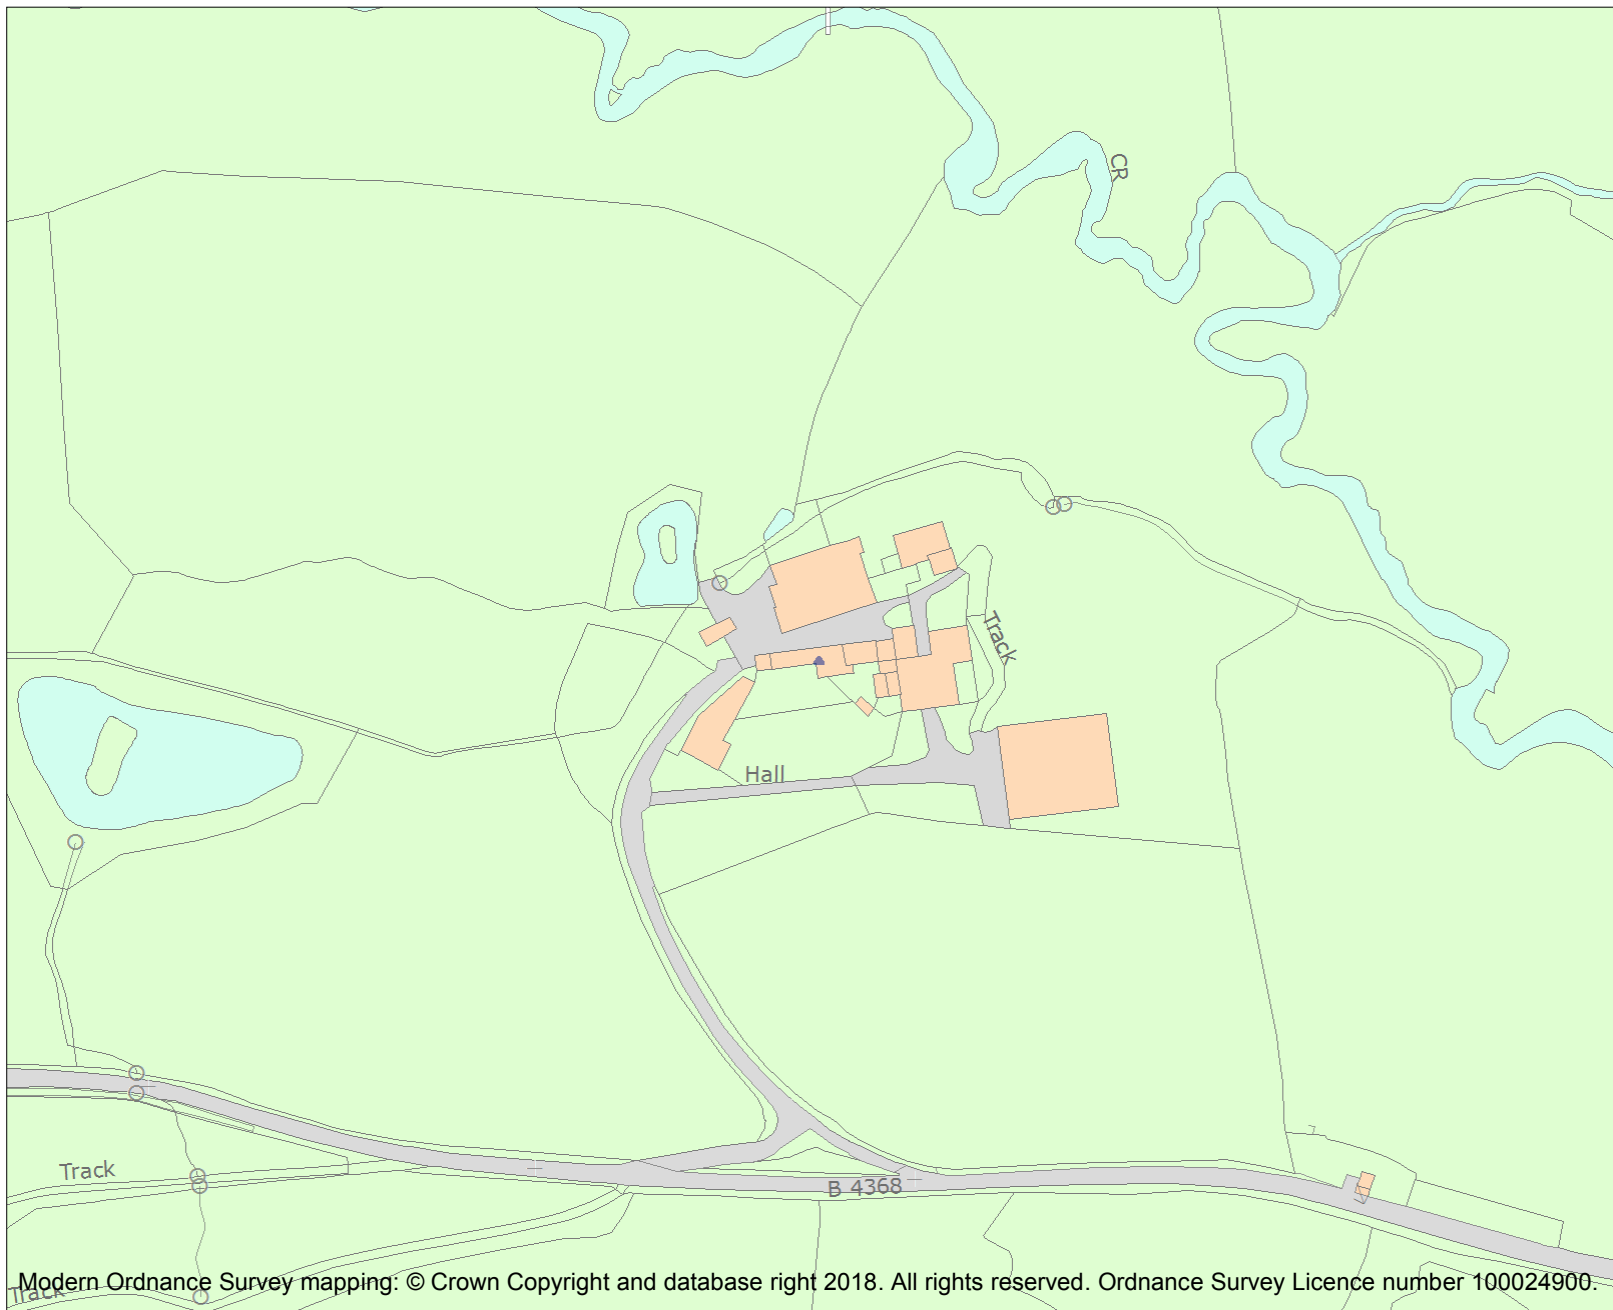 CR
Track
Hall
Track
B 4368
Track
Modern Ordnance Survey mapping: © Crown Copyright and database right 2018. All rights reserved. Ordnance Survey Licence number 100024900.